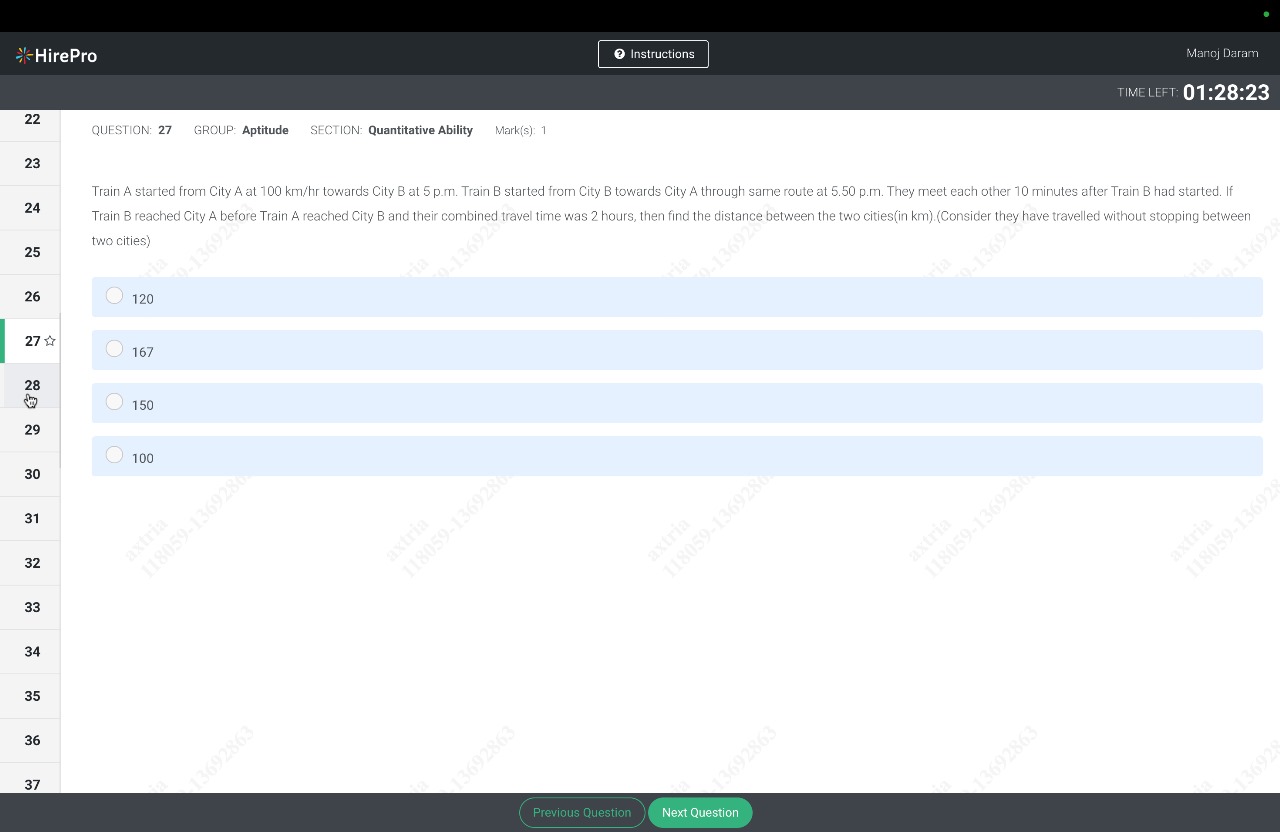 HirePro
Instructions
Manoj Daram
TIME LEFT: 01:28:23
22
23
24
25
26
27
28
29
30
31
32
33
34
35
36
37
QUESTION: 27 GROUP: Aptitude SECTION: Quantitative Ability Mark(s): 1
Train A started from City A at 100 km/hr towards City B at 5 p.m. Train B started from City B towards City A through same route at 5.50 p.m. They meet each other 10 minutes after Train B had started. If
Train B reached City A before Train A reached City B and their combined travel time was 2 hours, then find the distance between the two cities(in km).(Consider they have travelled without stopping between
two cities)
120
167
150
100
axtria
118059-13692863
Previous Question
Next Question